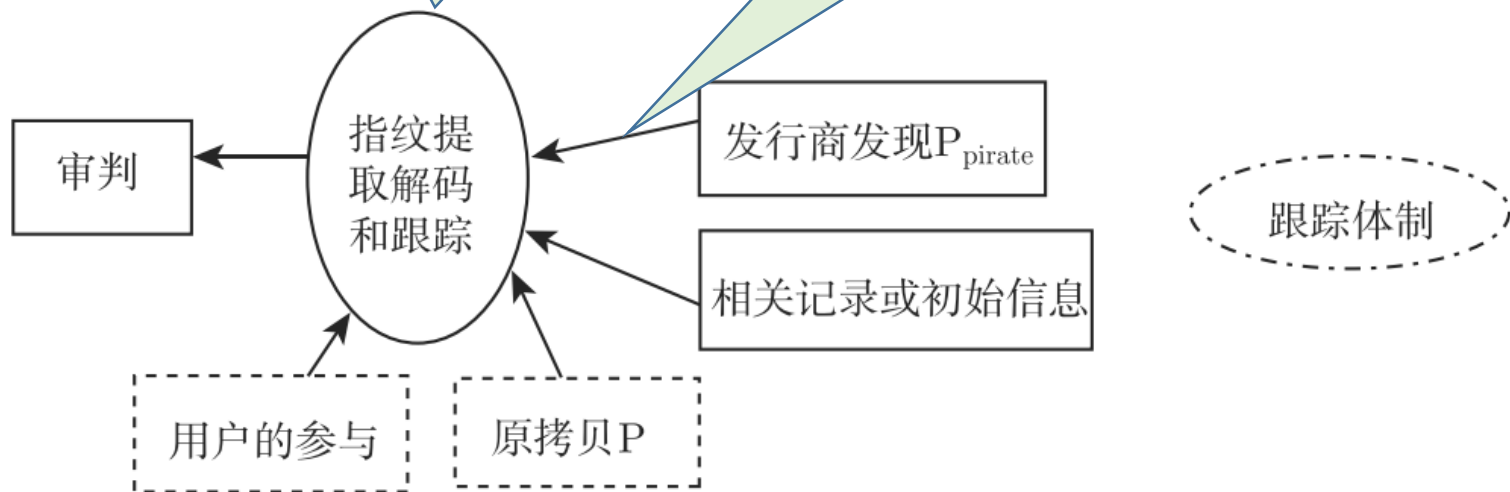 审判
指纹提
取解码
和跟踪
发行商发现P_pirate
相关记录或初始信息
跟踪体制
用户的参与
原拷贝P